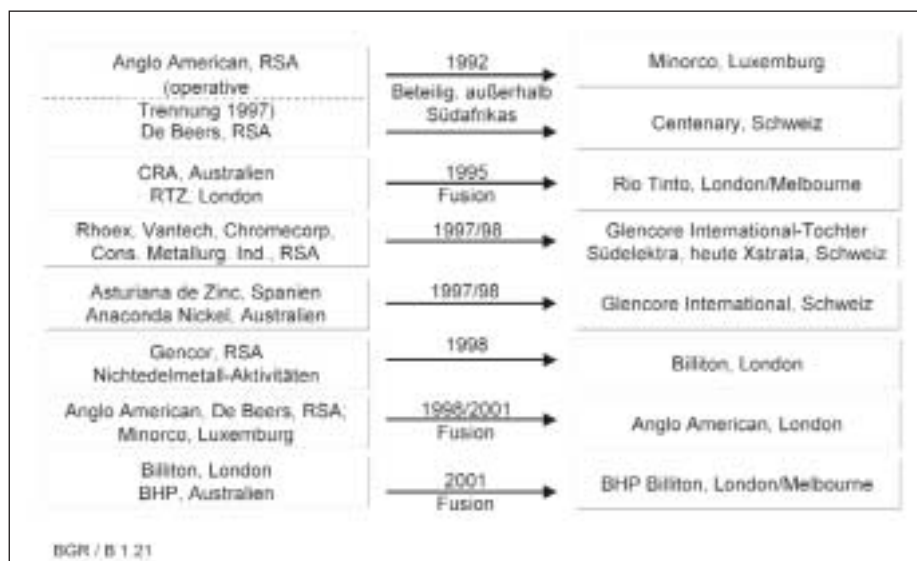 Anglo American, RSA
(operative
Trennung 1997)
De Beers, RSA
1992
Beteilig. außerhalb
Südafrikas
Minorco, Luxemburg
Centenary, Schweiz
CRA, Australien
RTZ, London
1995
Fusion
Rio Tinto, London/Melbourne
Rhoex, Vantech, Chromecorp,
Cons. Metallurg. Ind., RSA
1997/98
Glencore International-Tochter
Südelektra, heute Xstrata, Schweiz
Asturiana de Zinc, Spanien
Anaconda Nickel, Australien
1997/98
Glencore International, Schweiz
Gencor, RSA
Nichtedelmetall-Aktivitäten
1998
Billiton, London
Anglo American, De Beers, RSA;
Minorco, Luxemburg
1998/2001
Fusion
Anglo American, London
Billiton, London
BHP, Australien
2001
Fusion
BHP Billiton, London/Melbourne
BGR / B 1.21